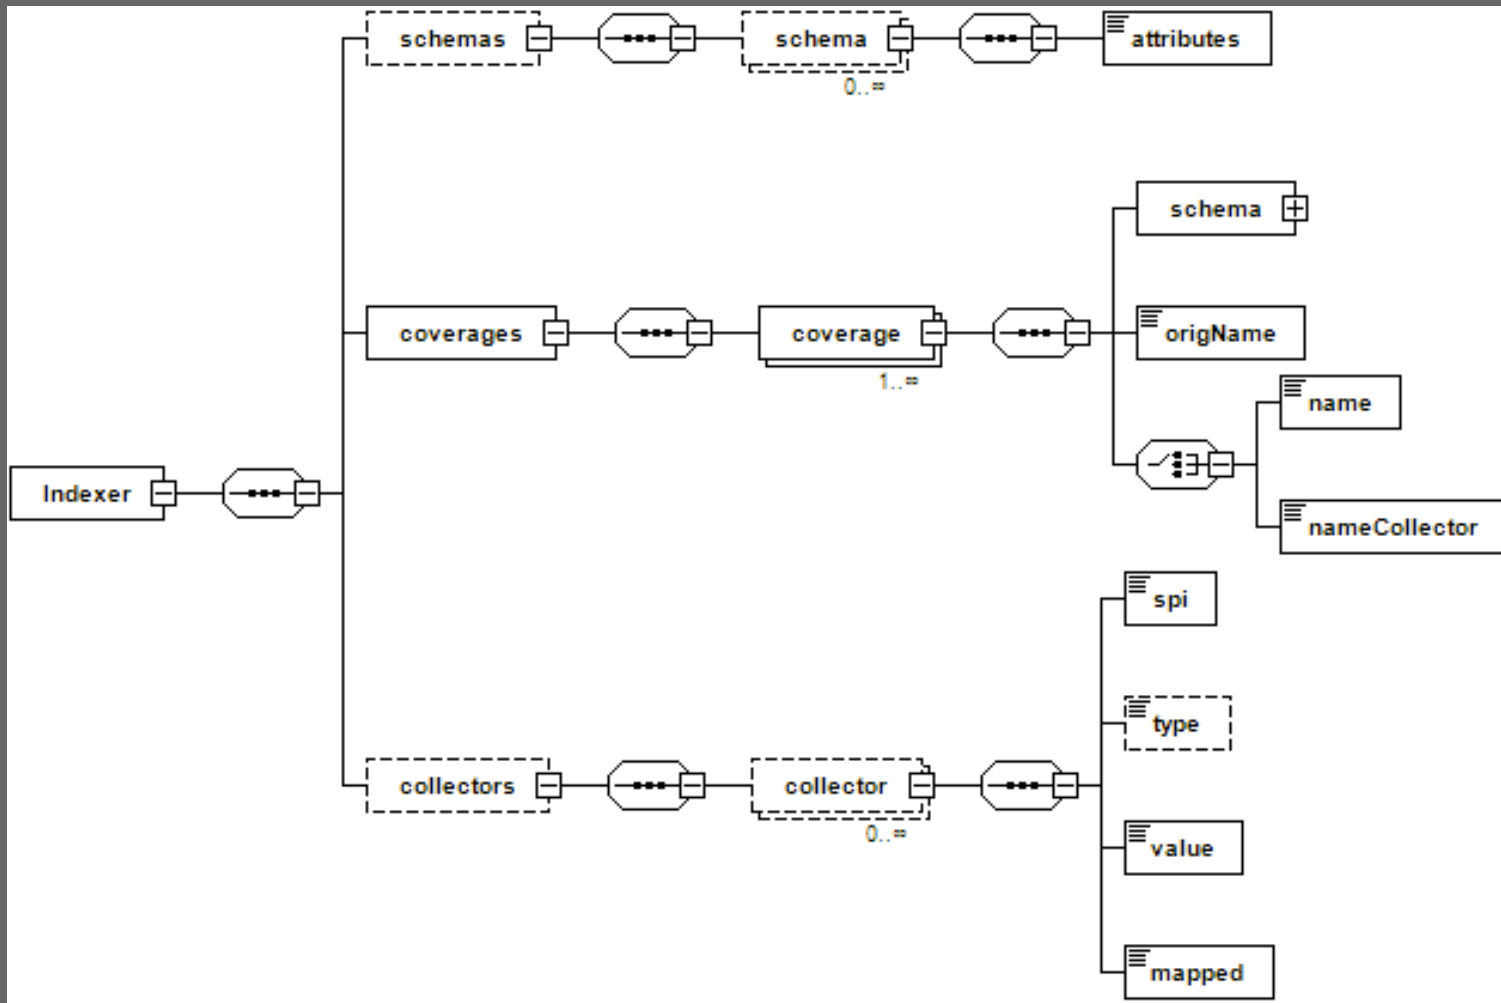 schemas
schema
0..∞
attributes
schema
coverages
coverage
1..∞
origName
name
nameCollector
Indexer
spi
type
collectors
collector
0..∞
value
mapped